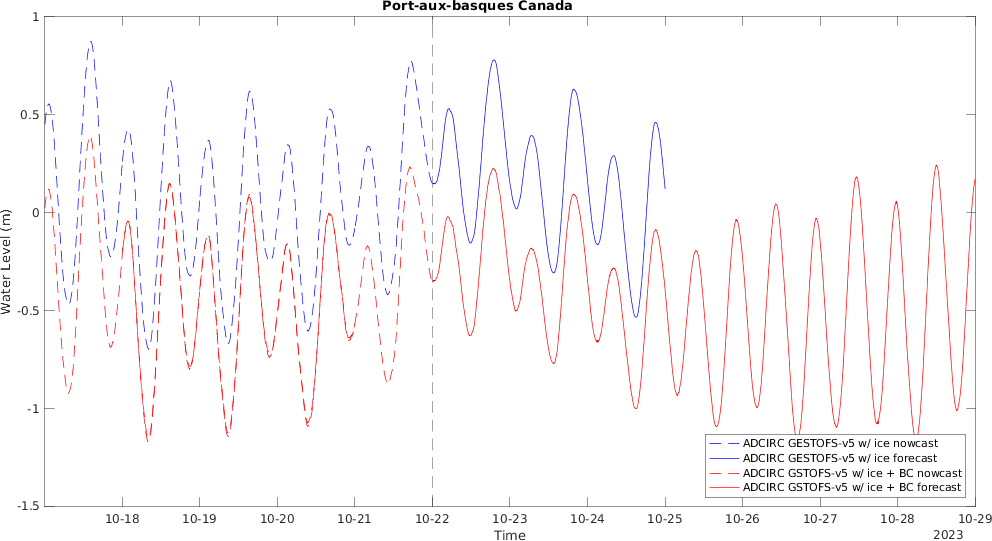 Port-aux-basques Canada
Water Level (m)
1
0.5
0
-0.5
-1
-1.5
ADCIRC GESTOFS-v5 w/ ice nowcast
ADCIRC GESTOFS-v5 w/ ice forecast
ADCIRC GSTOFS-v5 w/ ice + BC nowcast
ADCIRC GSTOFS-v5 w/ ice + BC forecast
10-18 10-19 10-20 10-21 10-22 10-23 10-24 10-25 10-26 10-27 10-28 10-29
Time
2023